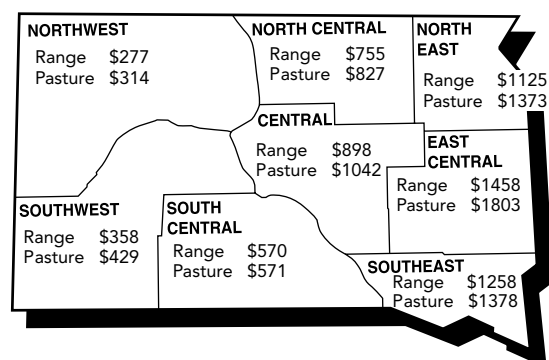 NORTHWEST
Range $277
Pasture $314
NORTH CENTRAL
Range $755
Pasture $827
NORTH
EAST
Range $1125
Pasture $1373
CENTRAL
Range $898
Pasture $1042
EAST
CENTRAL
Range $1458
Pasture $1803
SOUTHWEST
Range $358
Pasture $429
SOUTH
CENTRAL
Range $570
Pasture $571
SOUTHEAST
Range $1258
Pasture $1378